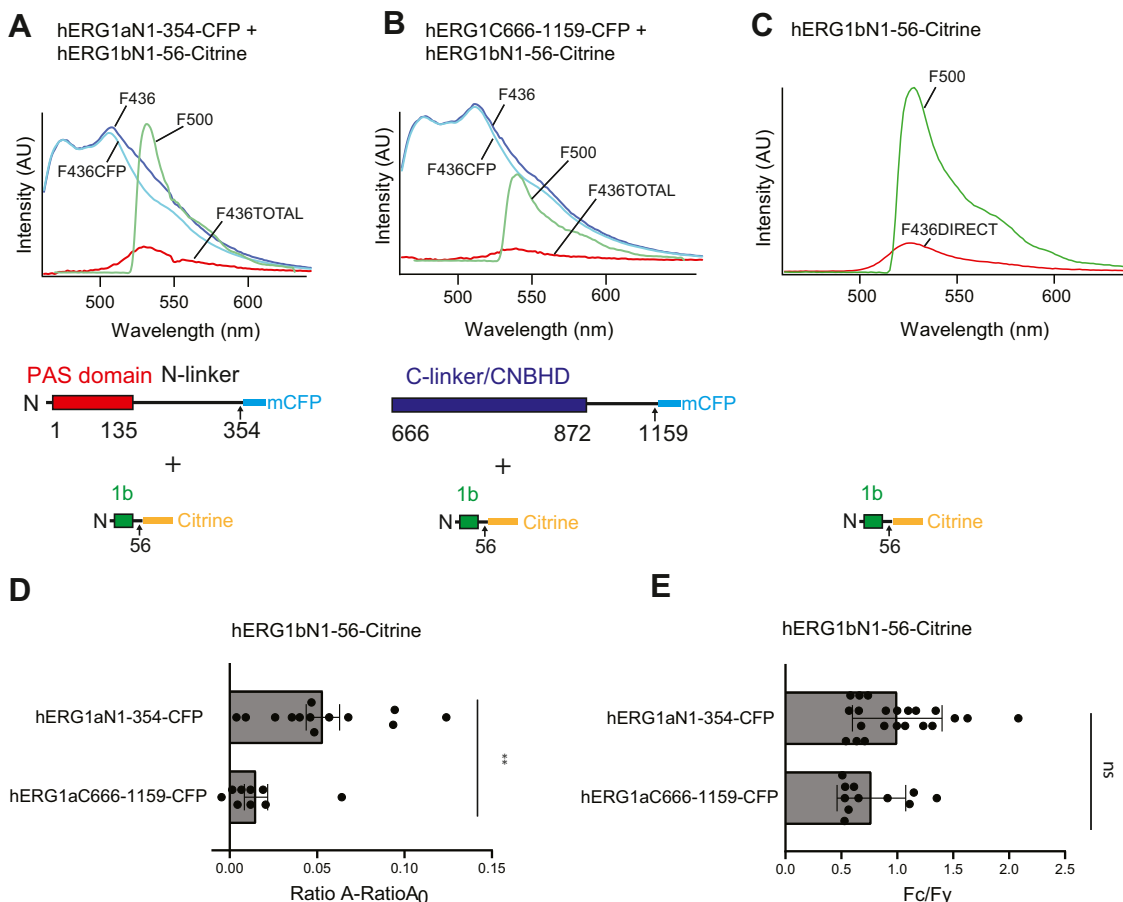 A
hERG1aN1-354-CFP +
hERG1bN1-56-Citrine
F436
F500
F436CFP
F436TOTAL
Intensity (AU)
500 550 600
Wavelength (nm)
PAS domain N-linker
N
mCFP
1 135 354
+
1b
N
Citrine
56
B
hERG1C666-1159-CFP +
hERG1bN1-56-Citrine
F436
F436CFP
F500
F436TOTAL
Intensity (AU)
500 550 600
Wavelength (nm)
C-linker/CNBHD
mCFP
666 872 1159
+
1b
N
Citrine
56
C
hERG1bN1-56-Citrine
F500
F436DIRECT
Intensity (AU)
500 550 600
Wavelength (nm)
1b
N
Citrine
56
D
hERG1bN1-56-Citrine
hERG1aN1-354-CFP
hERG1aC666-1159-CFP
**
0.00 0.05 0.10 0.15
Ratio A-RatioA0
E
hERG1bN1-56-Citrine
hERG1aN1-354-CFP
hERG1aC666-1159-CFP
ns
0.0 0.5 1.0 1.5 2.0 2.5
Fc/Fy